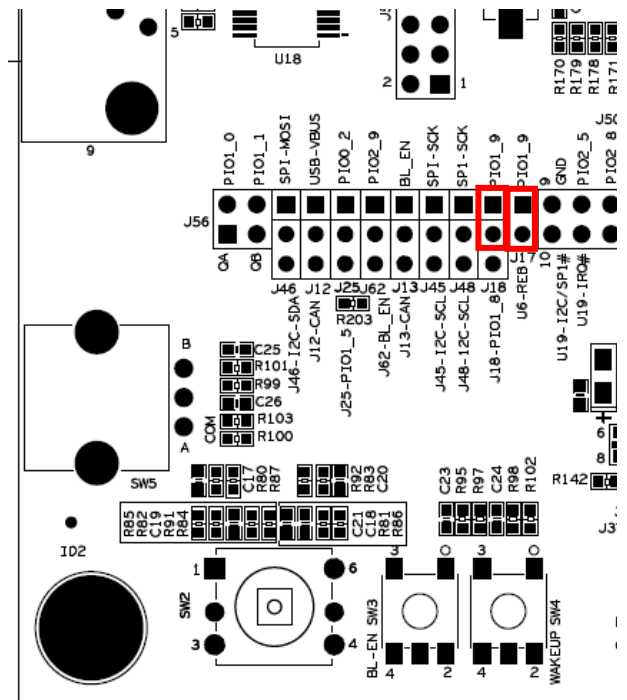 5
U18
2
1
9
R170
R179
R178
R171
PIO1_0
PIO1_1
SPI-MOSI
USB-VBUS
PIO0_2
PIO2_9
BL_EN
SPI-SCK
SP1-SCK
PIO1_9
PIO1_9
9
GND
PIO2_5
PIO2_8
J50
J56
QA
QB
J46
J12
J25
J62
J13
J45
J48
J18
J17
10
J46-I2C-SDA
J12-CAN
R203
J25-PIO1_5
J62-BL_EN
J13-CAN
J45-I2C-SCL
J48-I2C-SCL
J18-PIO1_8
U6-REB
U19-I2C/SP1#
U19-IRQ#
B
A
COM
C25
R101
R99
C26
R103
R100
SW5
+
6
8
R142
J3
ID2
C17
R80
R87
R92
R83
C20
R85
R82
C19
R91
R84
C21
C18
R81
R86
C23
R95
R97
C24
R98
R102
1
6
SW2
3
4
3
O
BL-EN SW3
4
2
3
O
WAKEUP SW4
4
2